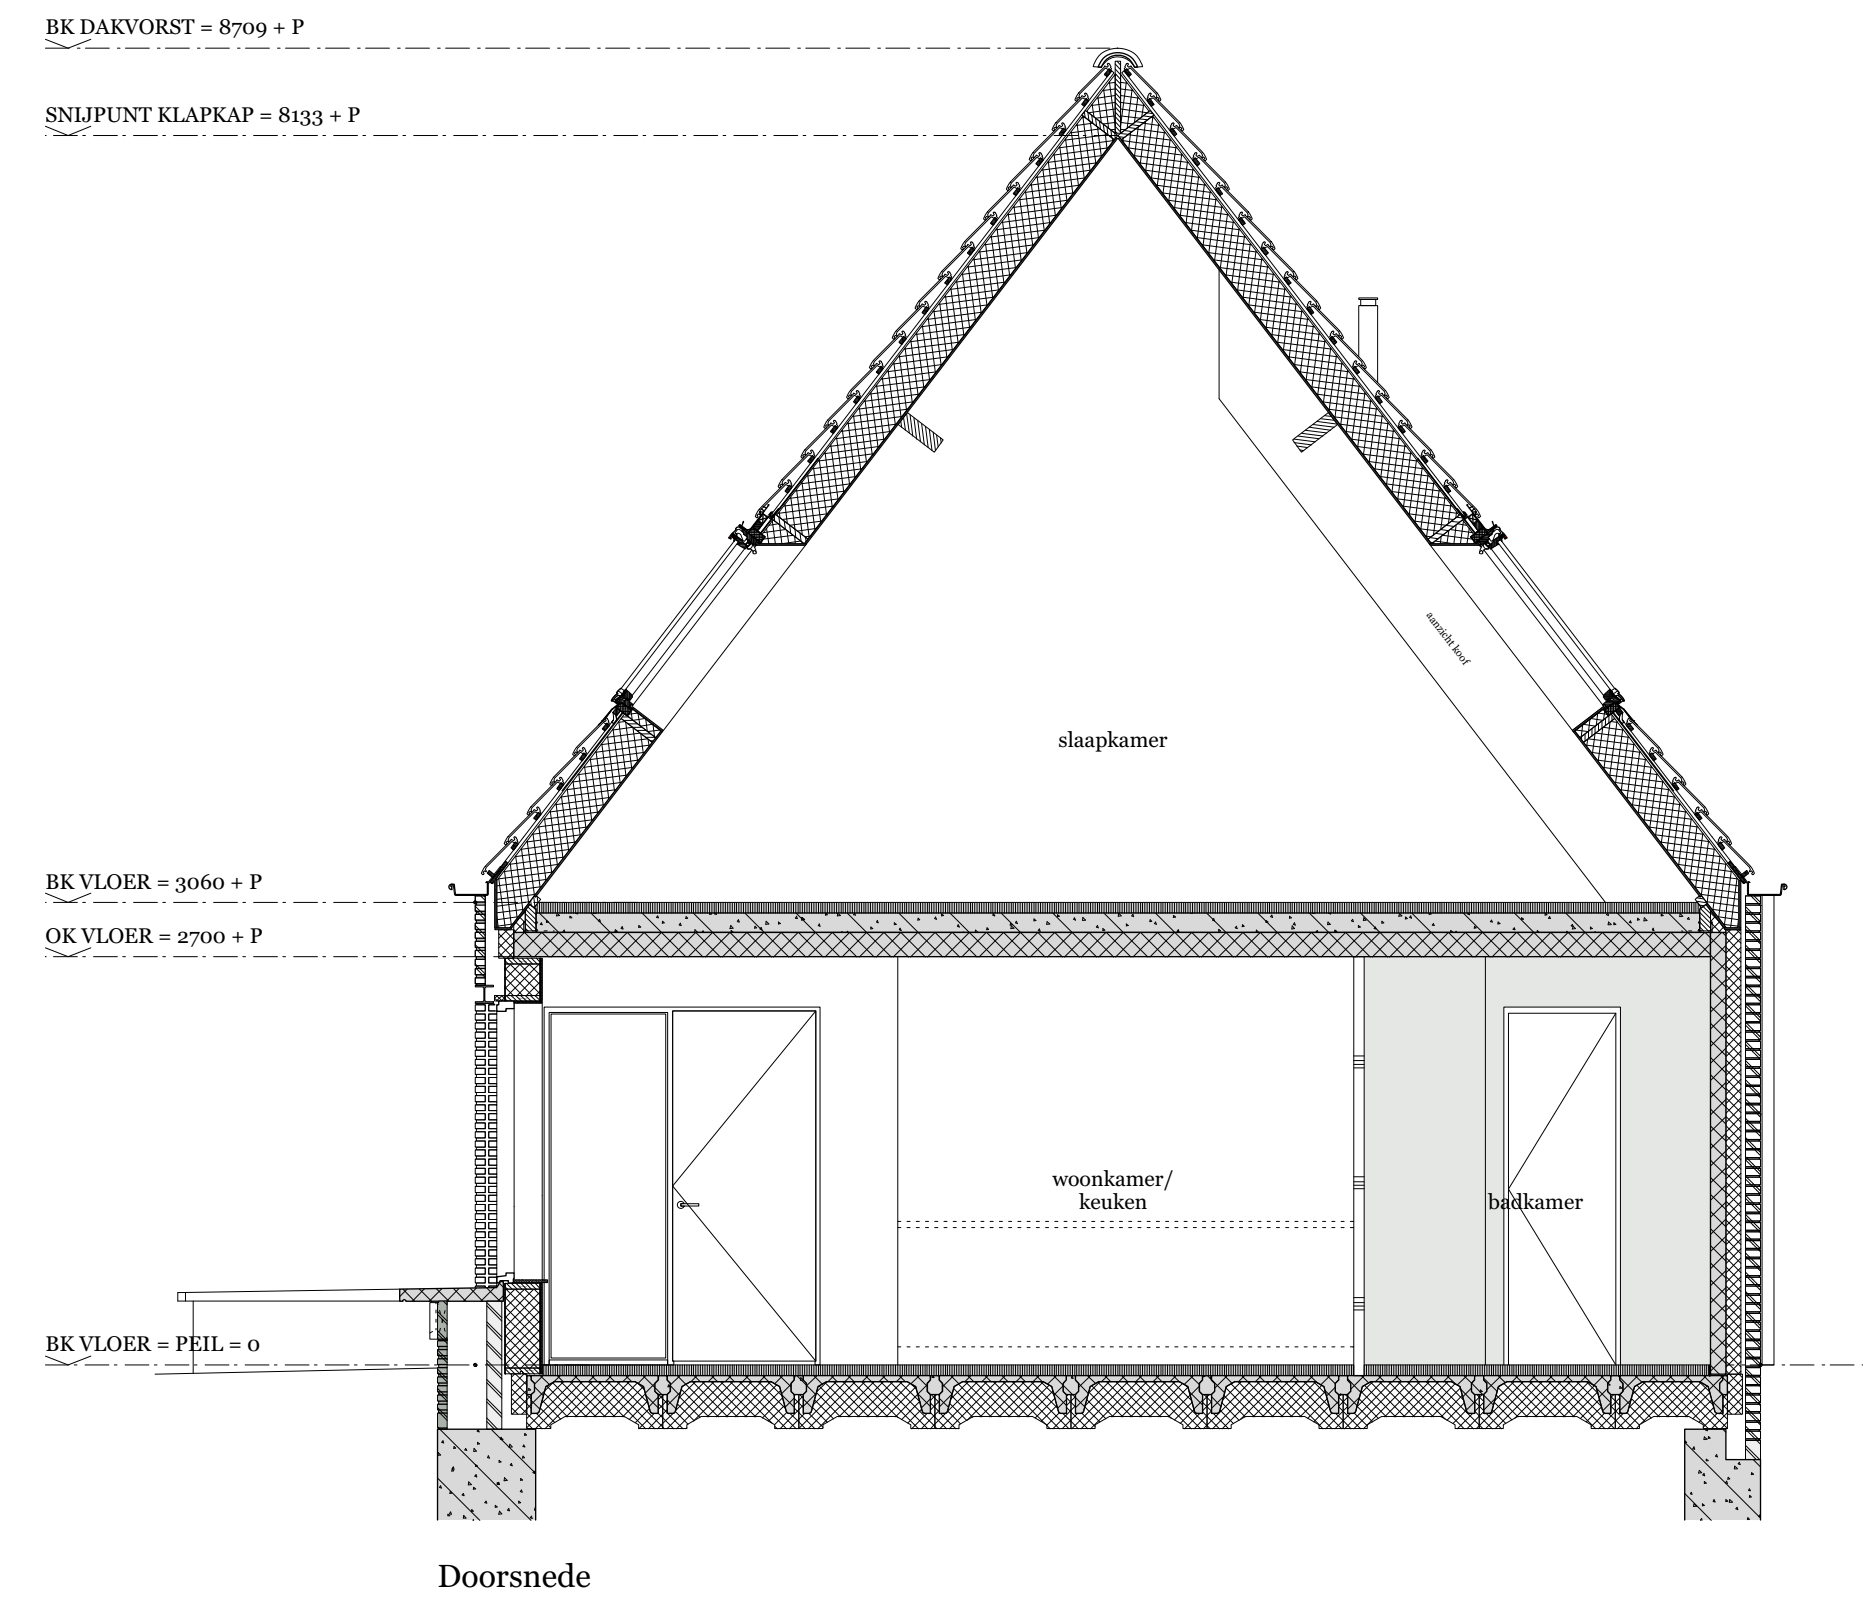 BK DAKVORST = 8709 + P
SNIJPUNT KLAPKAP = 8133 + P
aanzicht koof
slaapkamer
BK VLOER = 3060 + P
OK VLOER = 2700 + P
woonkamer/
keuken
badkamer
BK VLOER = PEIL = 0
Doorsnede